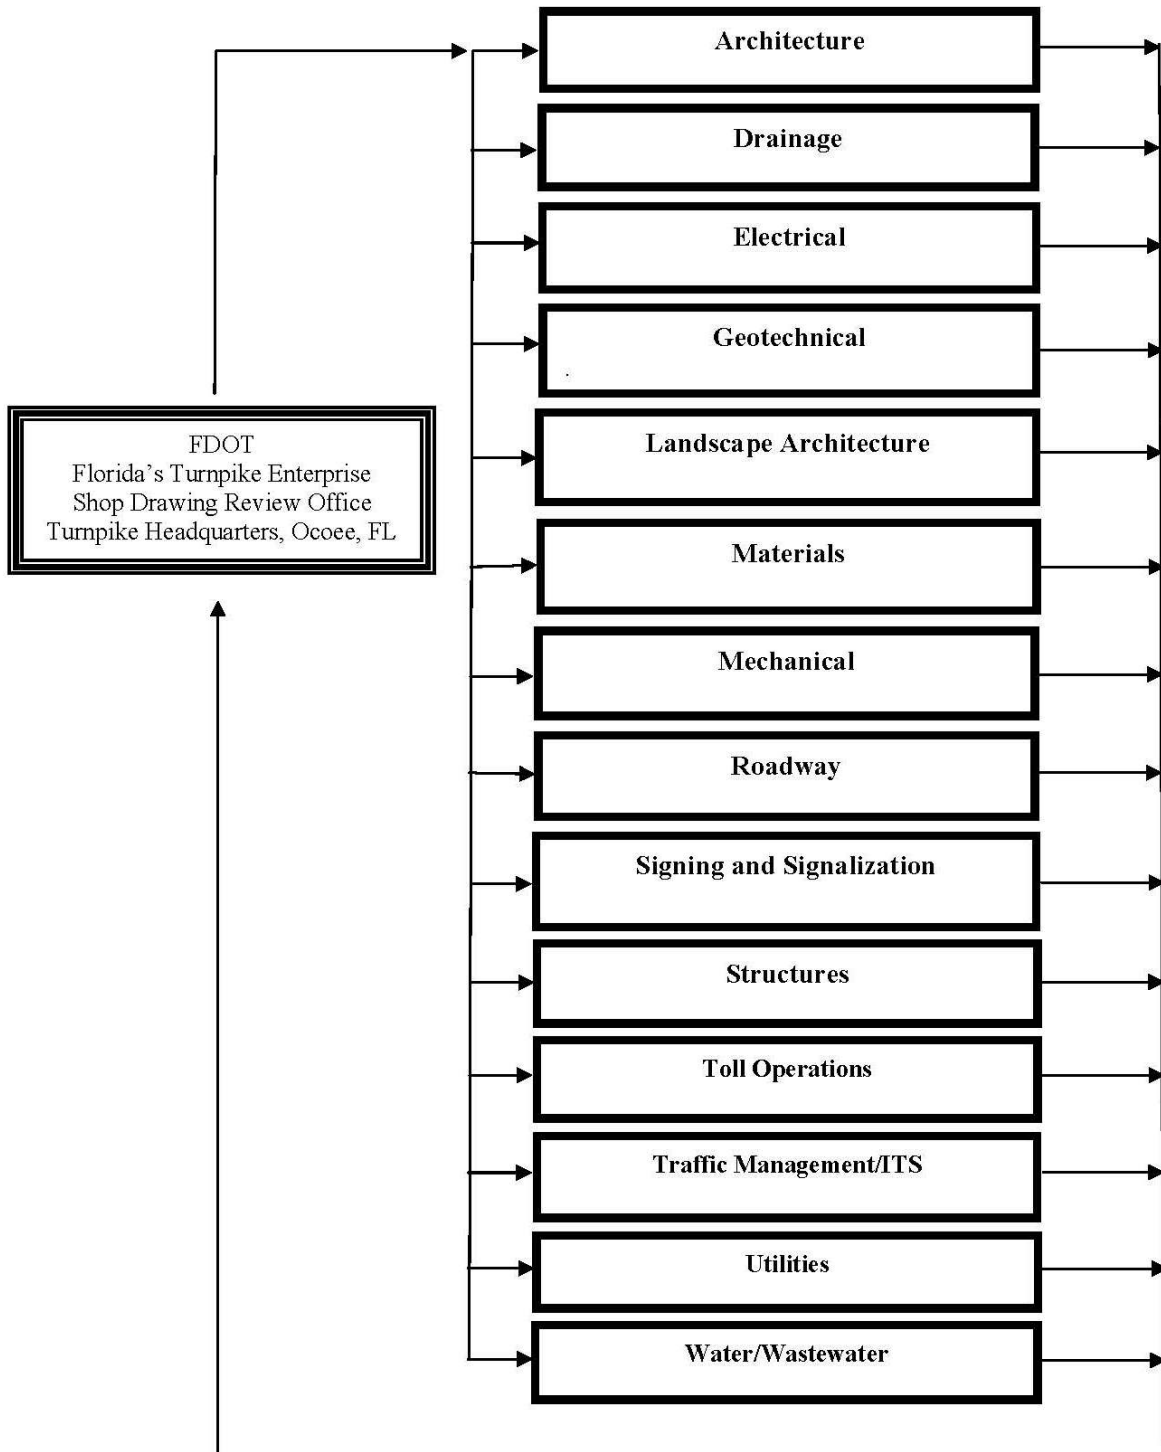 Architecture
Drainage
Electrical
Geotechnical
FDOT
Florida's Turnpike Enterprise
Shop Drawing Review Office
Turnpike Headquarters, Ocoee, FL
Landscape Architecture
Materials
Mechanical
Roadway
Signing and Signalization
Structures
Toll Operations
Traffic Management/ITS
Utilities
Water/Wastewater